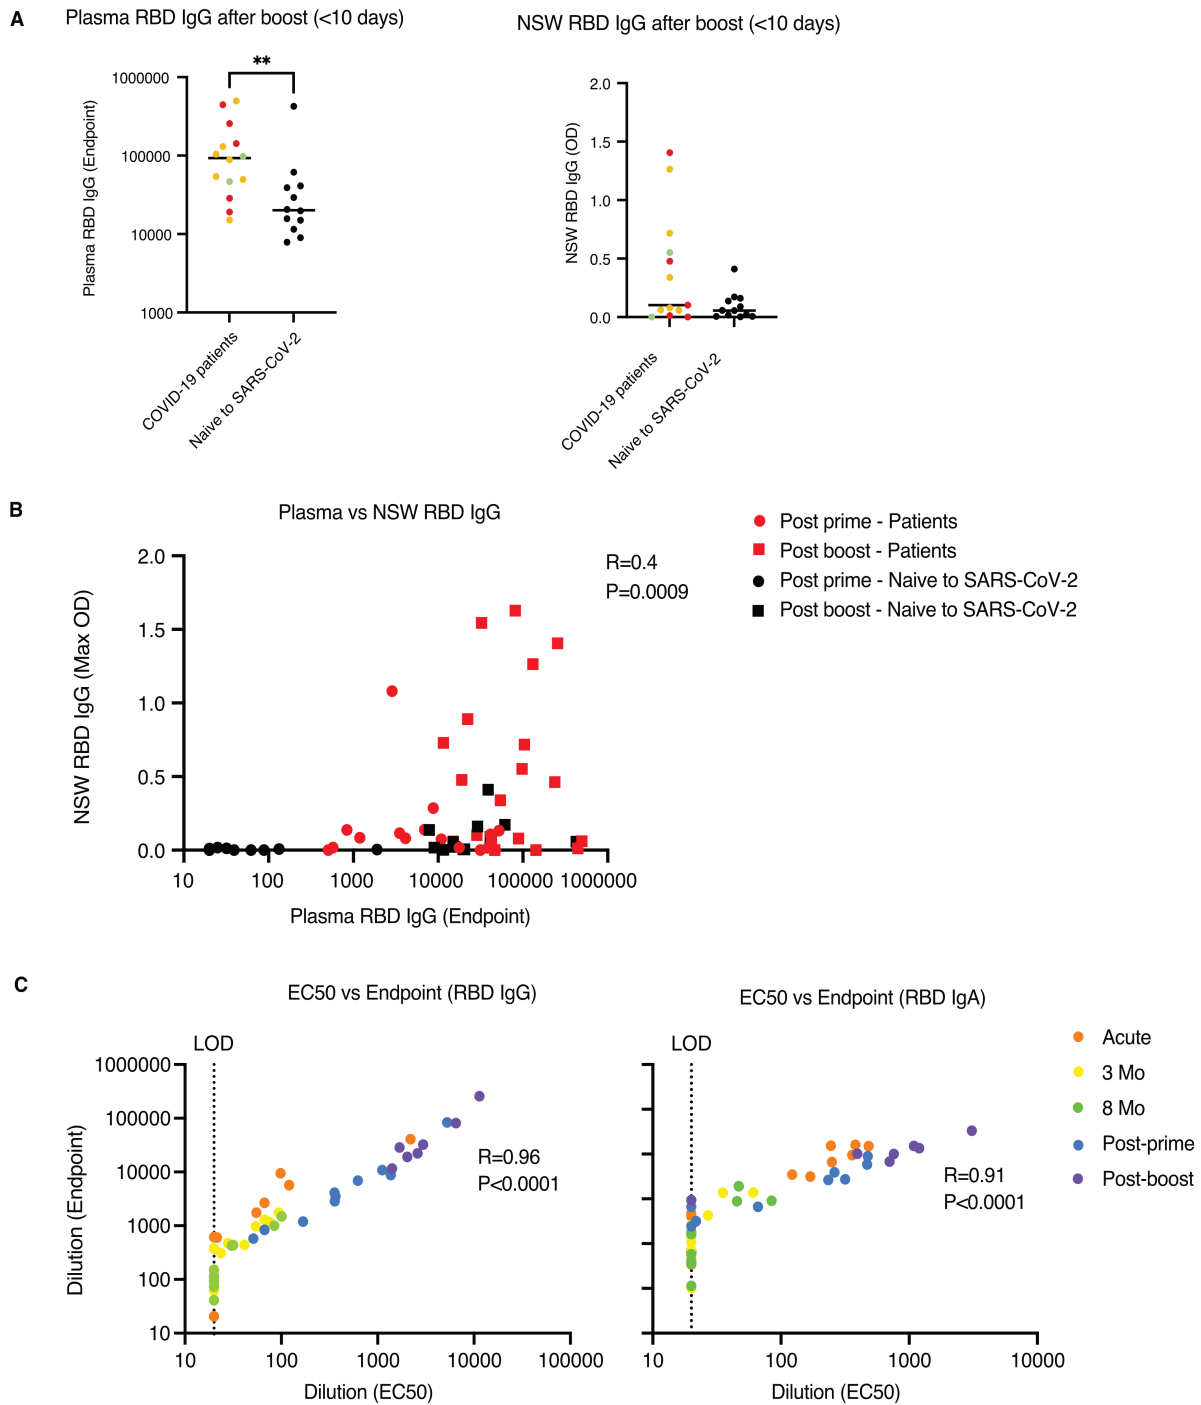 A
Plasma RBD IgG after boost (<10 days)
NSW RBD IgG after boost (<10 days)
**
Plasma RBD IgG (Endpoint)
1000000
100000
10000
1000
COVID-19 patients
Naive to SARS-CoV-2
NSW RBD IgG (OD)
2.0
1.5
1.0
0.5
0.0
COVID-19 patients
Naive to SARS-CoV-2
B
Plasma vs NSW RBD IgG
NSW RBD IgG (Max OD)
2.0
1.5
1.0
0.5
0.0
10 100 1000 10000 100000 1000000
Plasma RBD IgG (Endpoint)
R=0.4
P=0.0009
Post prime - Patients
Post boost - Patients
Post prime - Naive to SARS-CoV-2
Post boost - Naive to SARS-CoV-2
C
EC50 vs Endpoint (RBD IgG)
LOD
Dilution (Endpoint)
1000000
100000
10000
1000
100
10
R=0.96
P<0.0001
10 100 1000 10000 100000
Dilution (EC50)
EC50 vs Endpoint (RBD IgA)
LOD
R=0.91
P<0.0001
10 100 1000 10000
Dilution (EC50)
Acute
3 Mo
8 Mo
Post-prime
Post-boost